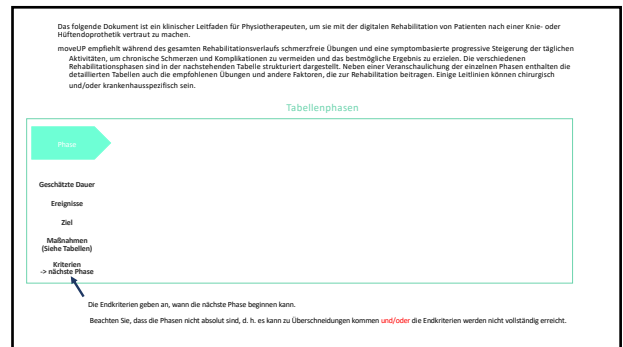 Das folgende Dokument ist ein klinischer Leitfaden für Physiotherapeuten, um sie mit der digitalen Rehabilitation von Patienten nach einer Knie- oder
Hüftendoprothetik vertraut zu machen.
moveUP empfiehlt während des gesamten Rehabilitationsverlaufs schmerzfreie Übungen und eine symptombasierte progressive Steigerung der täglichen
Aktivitäten, um chronische Schmerzen und Komplikationen zu vermeiden und das bestmögliche Ergebnis zu erzielen. Die verschiedenen
Rehabilitationsphasen sind in der nachstehenden Tabelle strukturiert dargestellt. Neben einer Veranschaulichung der einzelnen Phasen enthalten die
detaillierten Tabellen auch die empfohlenen Übungen und andere Faktoren, die zur Rehabilitation beitragen. Einige Leitlinien können chirurgisch
und/oder krankenhausspezifisch sein.
Tabellenphasen
Phase
Geschätzte Dauer
Ereignisse
Ziel
Maßnahmen
(Siehe Tabellen)
Kriterien
-> nächste Phase
Die Endkriterien geben an, wann die nächste Phase beginnen kann.
Beachten Sie, dass die Phasen nicht absolut sind, d. h. es kann zu Überschneidungen kommen und/oder die Endkriterien werden nicht vollständig erreicht.